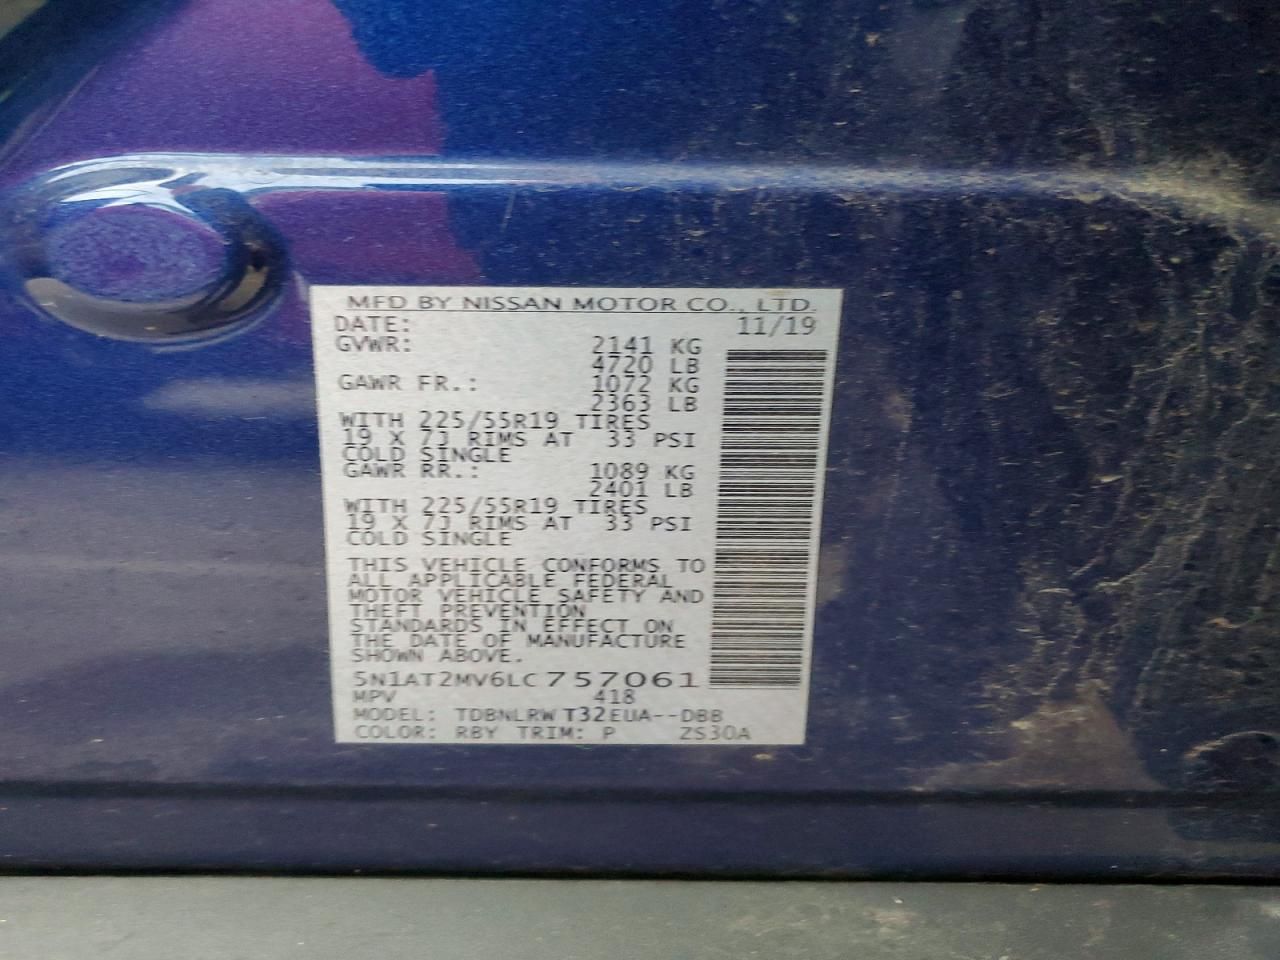 MFD BY NISSAN MOTOR CO., LTD.
DATE: 11/19
GVWR: 2141 KG
4720 LB
GAWR FR.: 1072 KG
2363 LB
WITH 225/55R19 TIRES
19 X 7J RIMS AT 33 PSI
COLD SINGLE
GAWR RR.: 1089 KG
2401 LB
WITH 225/55R19 TIRES
19 X 7J RIMS AT 33 PSI
COLD SINGLE
THIS VEHICLE CONFORMS TO
ALL APPLICABLE FEDERAL
MOTOR VEHICLE SAFETY AND
THEFT PREVENTION
STANDARDS IN EFFECT ON
THE DATE OF MANUFACTURE
SHOWN ABOVE.
5N1AT2MV6LC757061
MPV 418
MODEL: TDBNLRW T32EUA--DBB
COLOR: RBY TRIM: P ZS30A